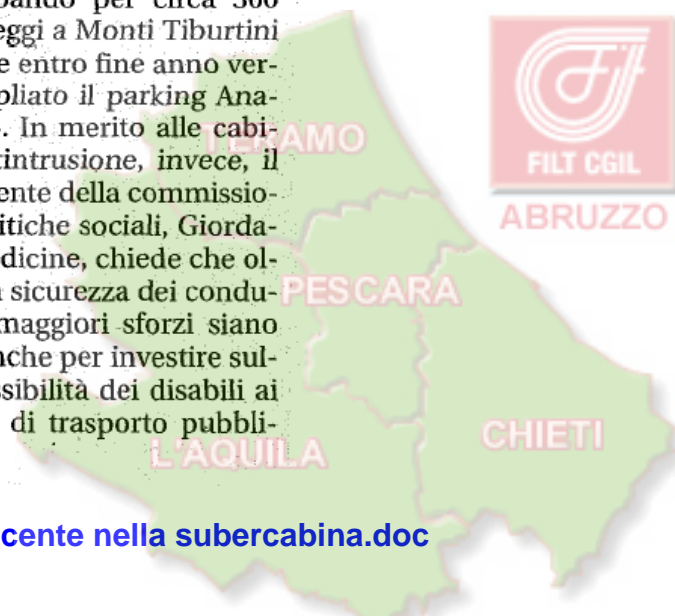 bando per circa 300
eggi a Monti Tiburtini
e entro fine anno ver-
pliato il parking Ana-
. In merito alle cabi-
tintrusione, invece, il
ente della commissio-
itiche sociali, Giorda-
dicine, chiede che ol-
a sicurezza dei condu-
maggiori sforzi siano
nche per investire sul-
ssibilità dei disabili ai
di trasporto pubbli-
TERAMO
FILT CGIL
ABRUZZO
PESCARA
CHIETI
L'AQUILA
cente nella subercabina.doc